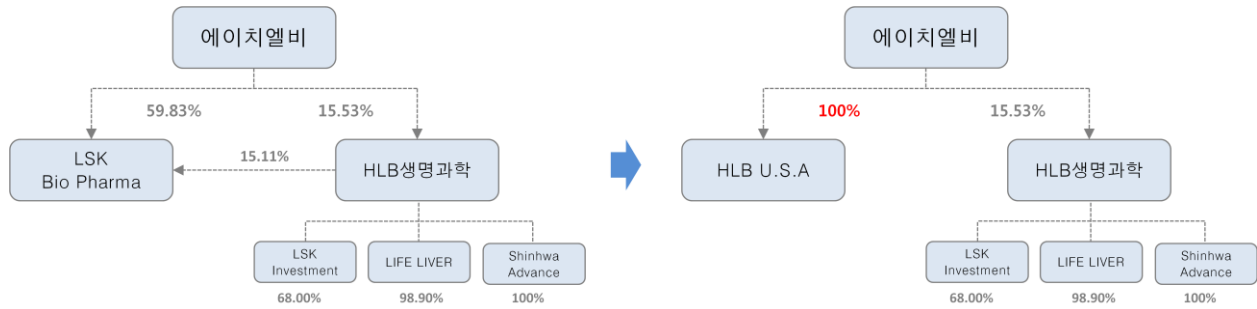 에이치엘비
59.83%
15.53%
LSK
Bio Pharma
15.11%
HLB생명과학
LSK
Investment
LIFE LIVER
Shinhwa
Advance
68.00%
98.90%
100%
에이치엘비
100%
15.53%
HLB U.S.A
HLB생명과학
LSK
Investment
LIFE LIVER
Shinhwa
Advance
68.00%
98.90%
100%